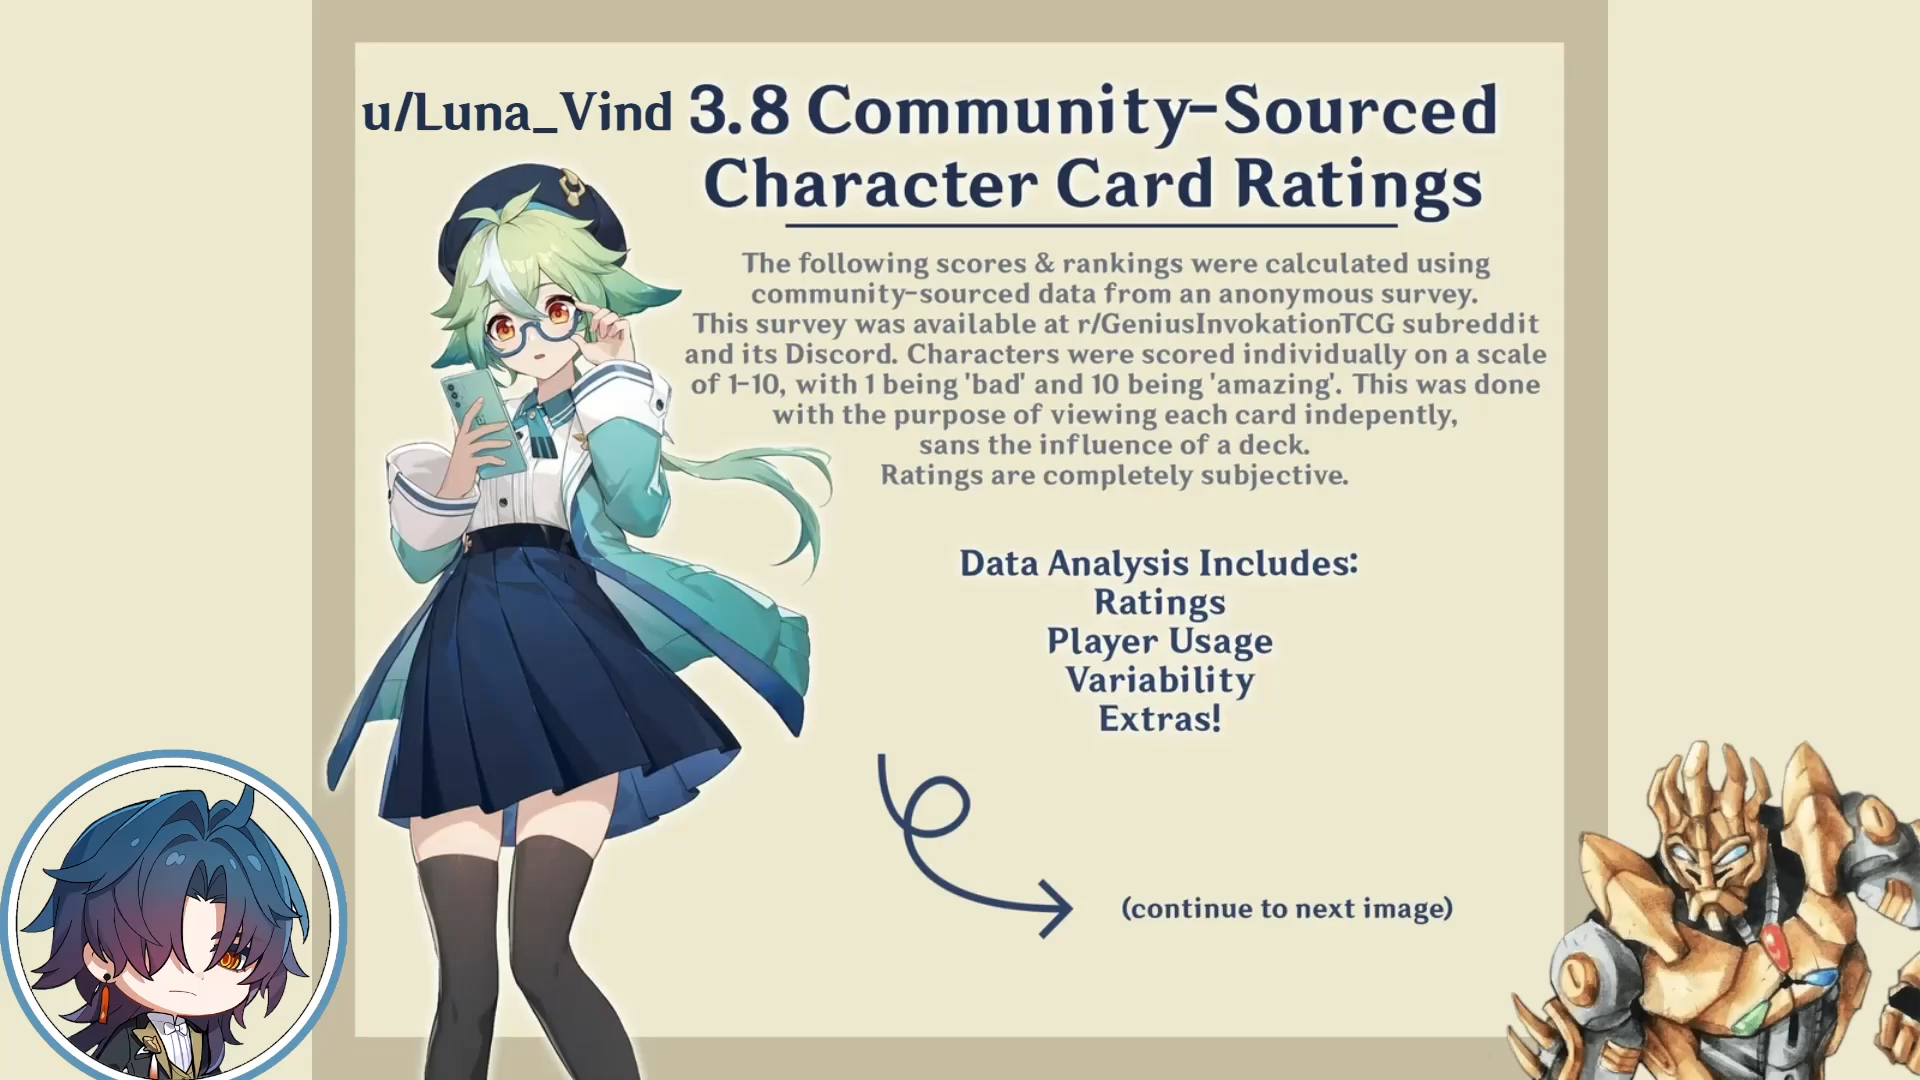 u/Luna_Vind
3.8 Community-Sourced
Character Card Ratings
The following scores & rankings were calculated using
community-sourced data from an anonymous survey.
This survey was available at r/GeniusInvokationTCG subreddit
and its Discord. Characters were scored individually on a scale
of 1-10, with 1 being 'bad' and 10 being 'amazing'. This was done
with the purpose of viewing each card indepently,
sans the influence of a deck.
Ratings are completely subjective.
Data Analysis Includes:
Ratings
Player Usage
Variability
Extras!
(continue to next image)